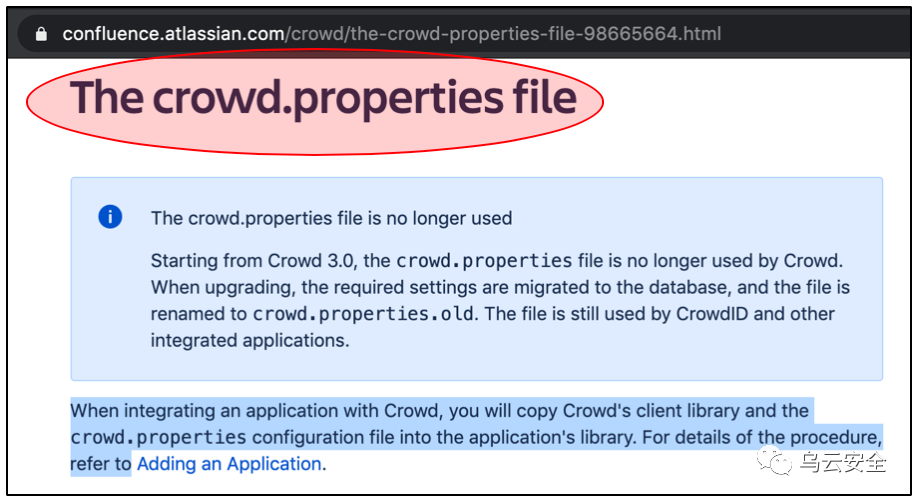 confluence.atlassian.com/crowd/the-crowd-properties-file-98665664.html
The crowd.properties file
The crowd.properties file is no longer used
Starting from Crowd 3.0, the crowd.properties file is no longer used by Crowd.
When upgrading, the required settings are migrated to the database, and the file is
renamed to crowd.properties.old. The file is still used by CrowdID and other
integrated applications.
When integrating an application with Crowd, you will copy Crowd's client library and the
crowd.properties configuration file into the application's library. For details of the procedure,
refer to Adding an Application.
乌云安全